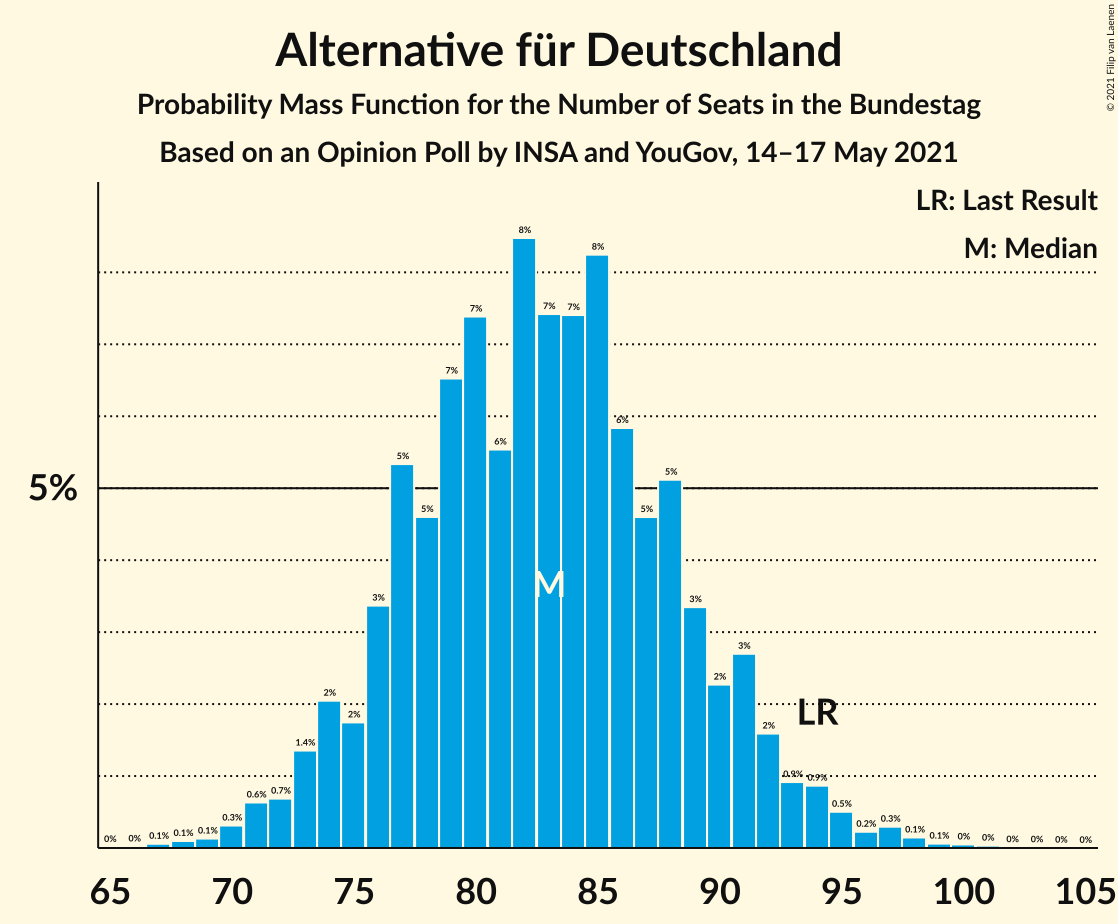 Alternative für Deutschland
Probability Mass Function for the Number of Seats in the Bundestag
Based on an Opinion Poll by INSA and YouGov, 14–17 May 2021
© 2021 Filip van Laenen
LR: Last Result
M: Median
5%
0% 0% 0.1% 0.1% 0.1% 0.3% 0.6% 0.7% 1.4% 2% 2% 3% 5% 5% 7% 7% 6% 8% 7% 7% 8% 6% 5% 5% 3% 2% 3% 2% 0.9% 0.9% 0.5% 0.2% 0.3% 0.1% 0.1% 0% 0% 0% 0% 0% 0%
M
LR
65 70 75 80 85 90 95 100 105